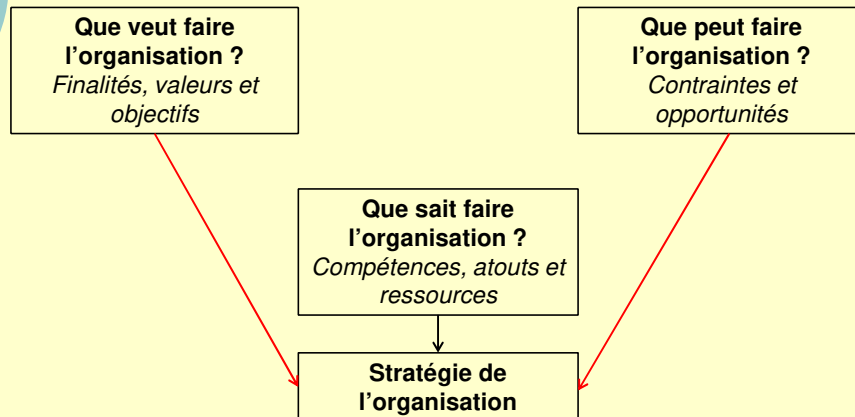 Que veut faire
l’organisation ?
Finalités, valeurs et
objectifs
Que peut faire
l’organisation ?
Contraintes et
opportunités
Que sait faire
l’organisation ?
Compétences, atouts et
ressources
Stratégie de
l’organisation